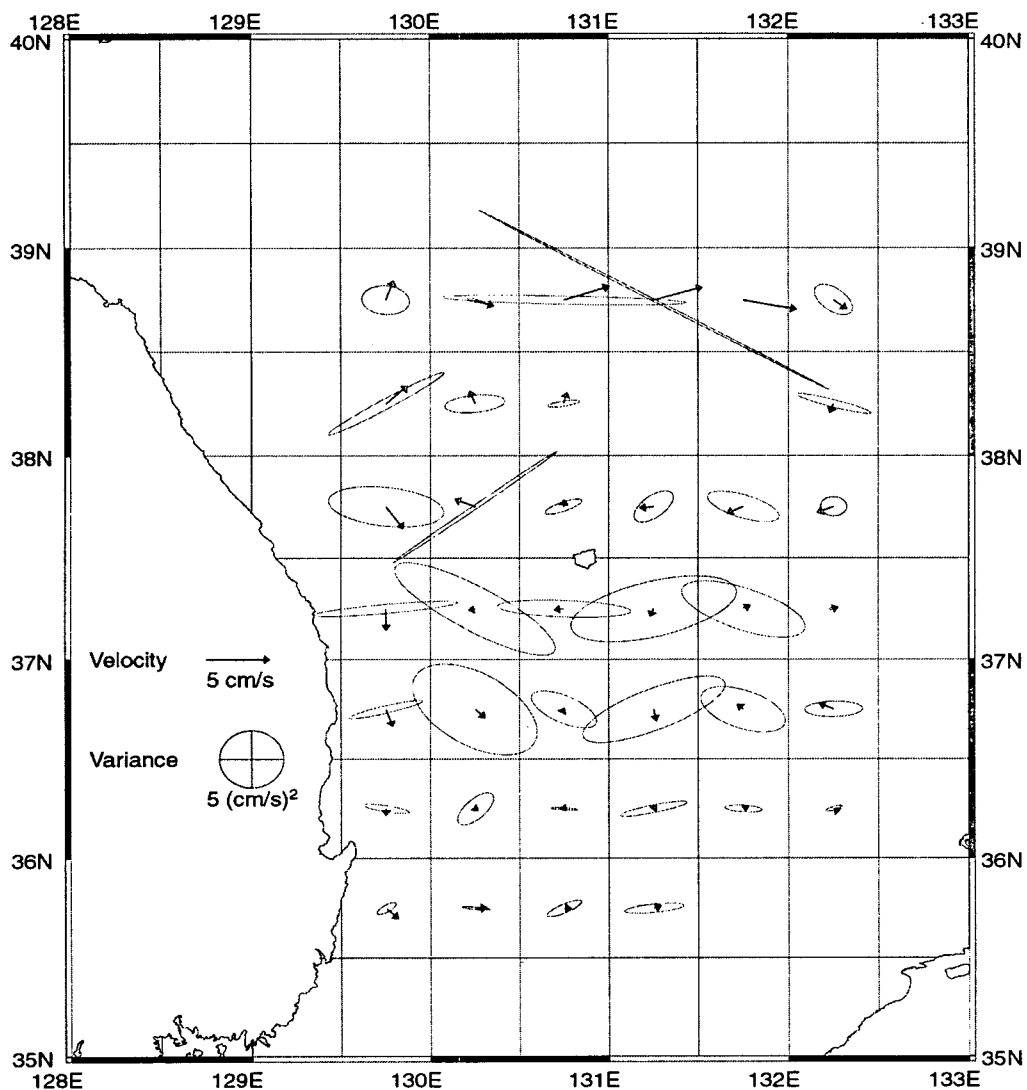 128E 129E 130E 131E 132E 133E
40N 40N
39N 39N
38N 38N
37N 37N
Velocity
5 cm/s
Variance
5 (cm/s)²
36N 36N
35N 35N
128E 129E 130E 131E 132E 133E